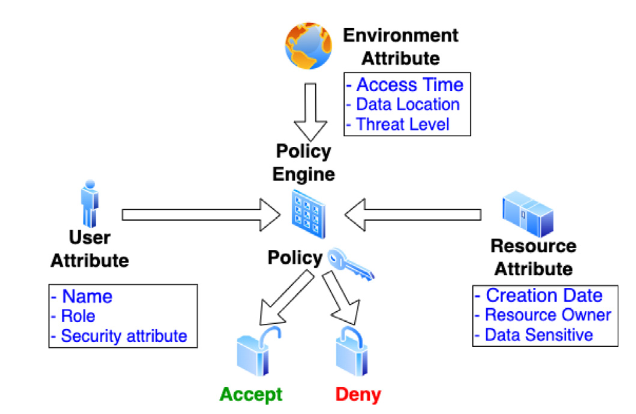 Environment
Attribute
- Access Time
- Data Location
- Threat Level
Policy
Engine
User
Attribute
- Name
- Role
- Security attribute
Resource
Attribute
- Creation Date
- Resource Owner
- Data Sensitive
Policy
Accept
Deny